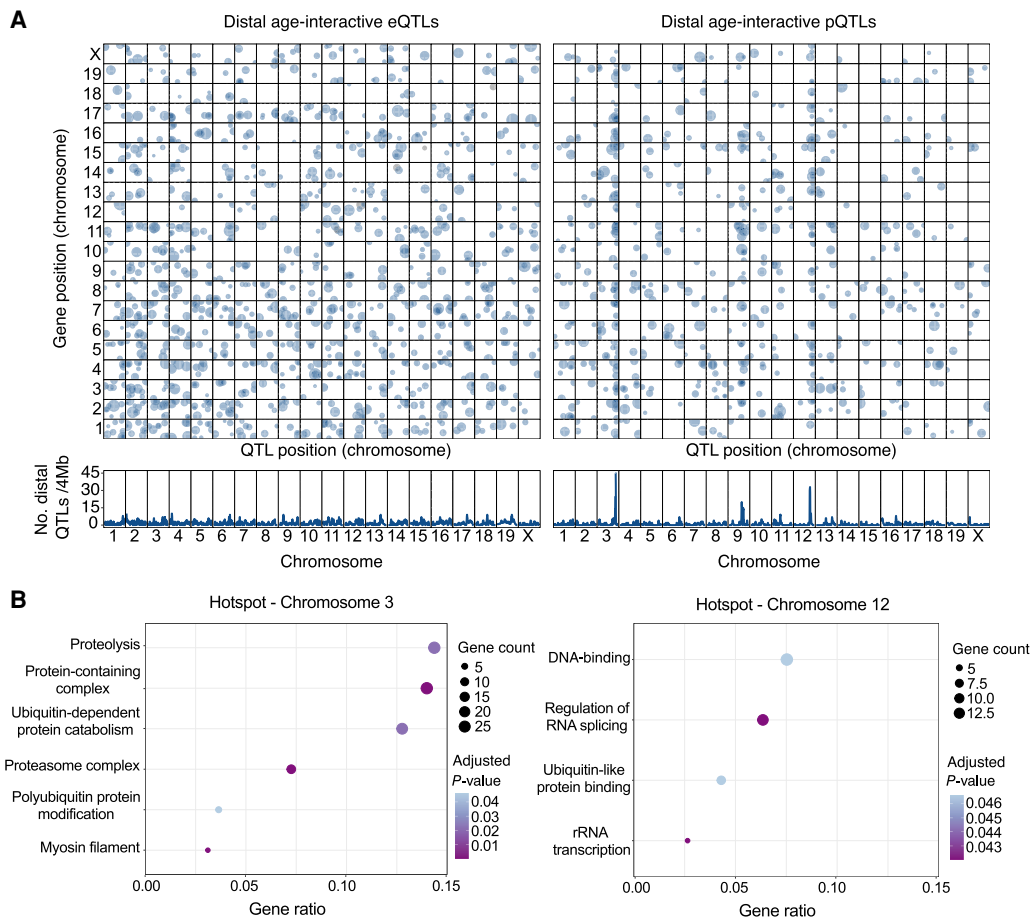 A
Distal age-interactive eQTLs
Distal age-interactive pQTLs
Gene position (chromosome)
X
19
18
17
16
15
14
13
12
11
10
9
8
7
6
5
4
3
2
1
QTL position (chromosome)
QTL position (chromosome)
No. distal
QTLs /4Mb
45
30
15
0
1 2 3 4 5 6 7 8 9 10 11 12 13 14 15 16 17 18 19 X
1 2 3 4 5 6 7 8 9 10 11 12 13 14 15 16 17 18 19 X
Chromosome
Chromosome
B
Hotspot - Chromosome 3
Proteolysis
Protein-containing
complex
Ubiquitin-dependent
protein catabolism
Proteasome complex
Polyubiquitin protein
modification
Myosin filament
0.00 0.05 0.10 0.15
Gene ratio
Gene count
5
10
15
20
25
Adjusted
P-value
0.04
0.03
0.02
0.01
Hotspot - Chromosome 12
DNA-binding
Regulation of
RNA splicing
Ubiquitin-like
protein binding
rRNA
transcription
0.00 0.05 0.10 0.15
Gene ratio
Gene count
5
7.5
10.0
12.5
Adjusted
P-value
0.046
0.045
0.044
0.043